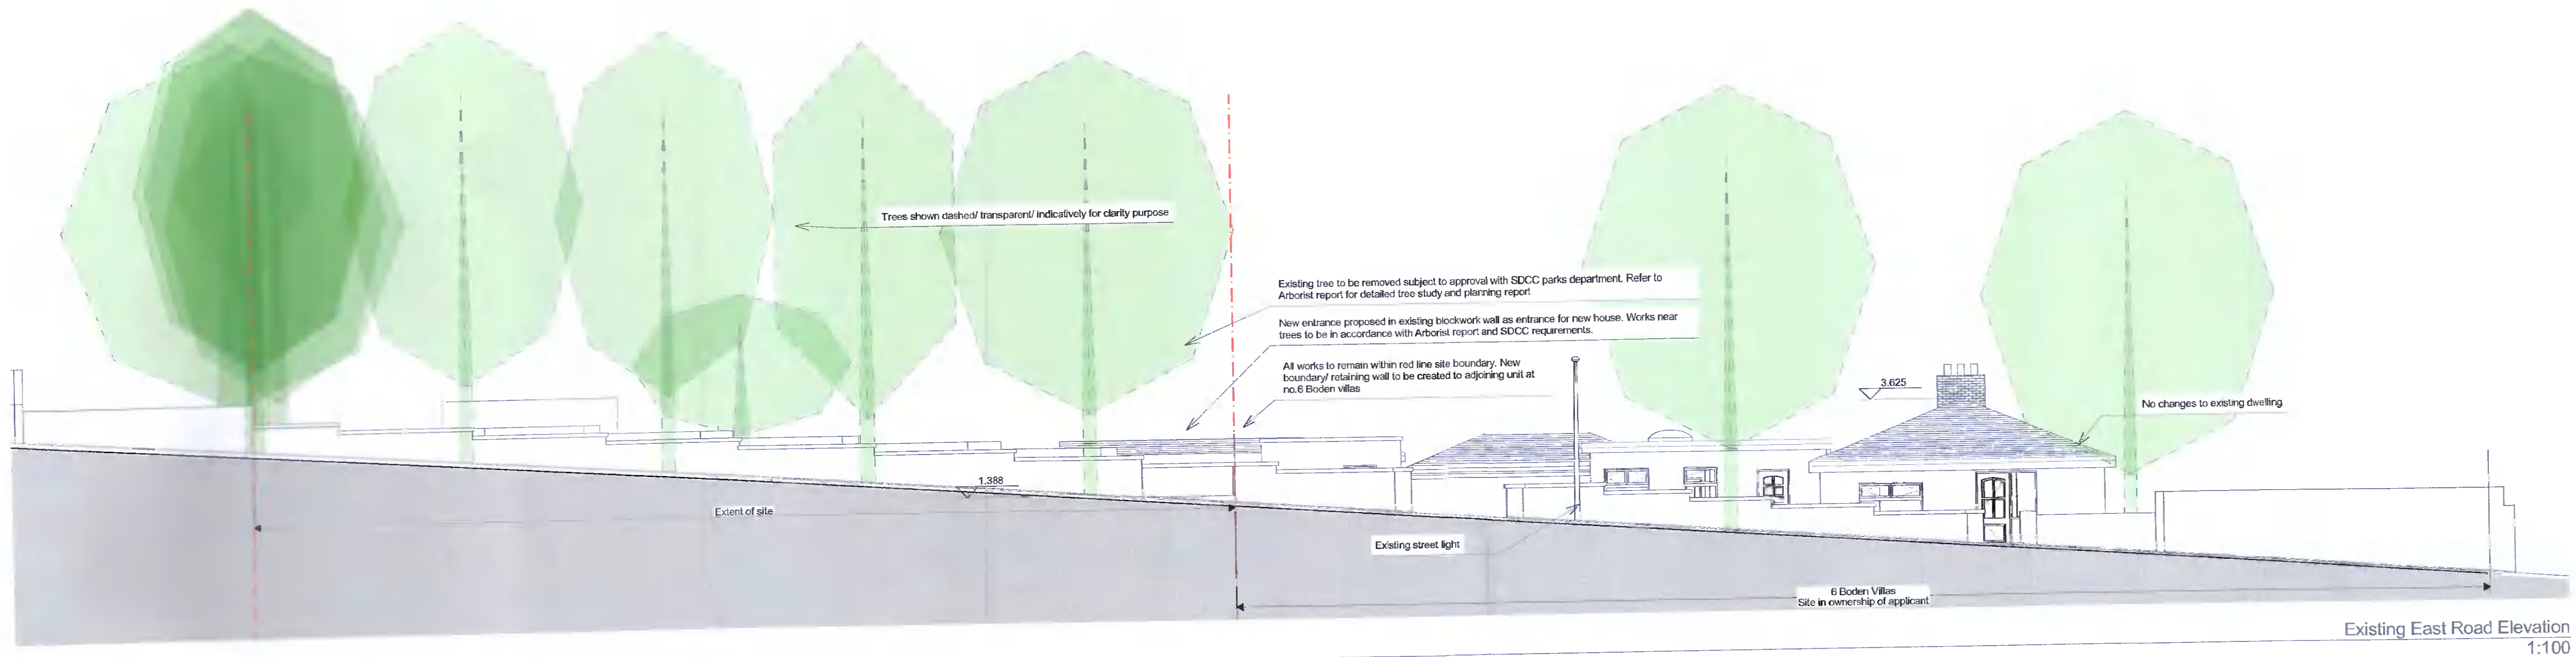 Trees shown dashed/ transparent/ indicatively for clarity purpose
Existing tree to be removed subject to approval with SDCC parks department. Refer to
Arborist report for detailed tree study and planning report
New entrance proposed in existing blockwork wall as entrance for new house. Works near
trees to be in accordance with Arborist report and SDCC requirements.
All works to remain within red line site boundary. New
boundary/ retaining wall to be created to adjoining unit at
no.6 Boden villas
3.625
No changes to existing dwelling
1.388
Extent of site
Existing street light
6 Boden Villas
Site in ownership of applicant
Existing East Road Elevation
1:100